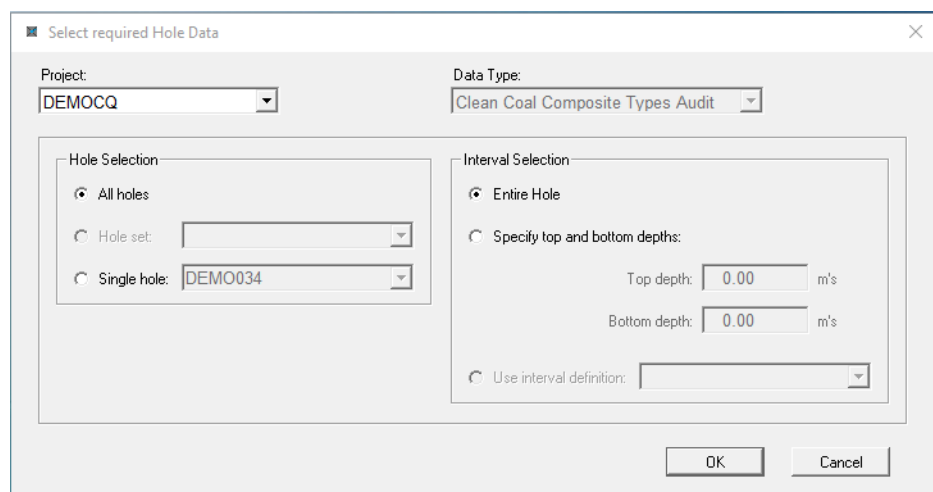 Select required Hole Data
Project:
DEMOCQ
Data Type:
Clean Coal Composite Types Audit
Hole Selection
All holes
Hole set:
Single hole: DEMO034
Interval Selection
Entire Hole
Specify top and bottom depths:
Top depth: 0.00 m's
Bottom depth: 0.00 m's
Use interval definition:
OK
Cancel